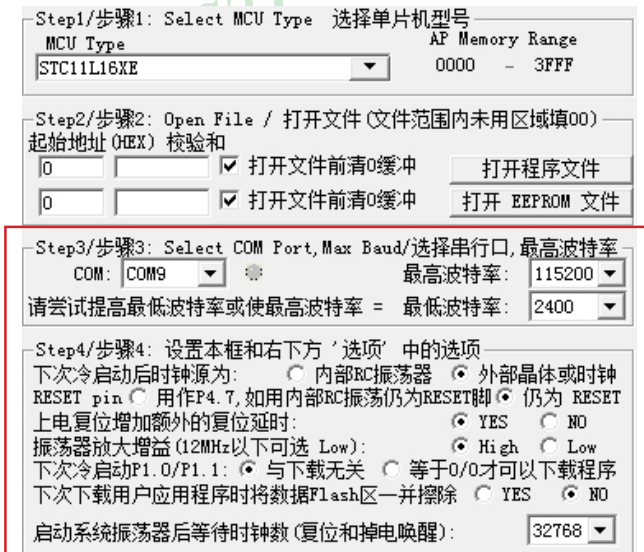 Step1/步骤1: Select MCU Type 选择单片机型号
MCU Type AP Memory Range
STC11L16XE 0000 - 3FFF
Step2/步骤2: Open File / 打开文件(文件范围内未用区域填00)
起始地址(HEX) 校验和
0 打开文件前清0缓冲 打开程序文件
0 打开文件前清0缓冲 打开 EEPROM 文件
Step3/步骤3: Select COM Port,Max Baud/选择串行口,最高波特率
COM: COM9 最高波特率: 115200
请尝试提高最低波特率或使最高波特率 = 最低波特率: 2400
Step4/步骤4: 设置本框和右下方 '选项' 中的选项
下次冷启动后时钟源为: 内部RC振荡器 外部晶体或时钟
RESET pin 用作P4.7,如用内部RC振荡仍为RESET脚 仍为 RESET
上电复位增加额外的复位延时: YES NO
振荡器放大增益(12MHz以下可选 Low): High Low
下次冷启动P1.0/P1.1: 与下载无关 等于0/0才可以下载程序
下次下载用户应用程序时将数据Flash区一并擦除 YES NO
启动系统振荡器后等待时钟数(复位和掉电唤醒): 32768